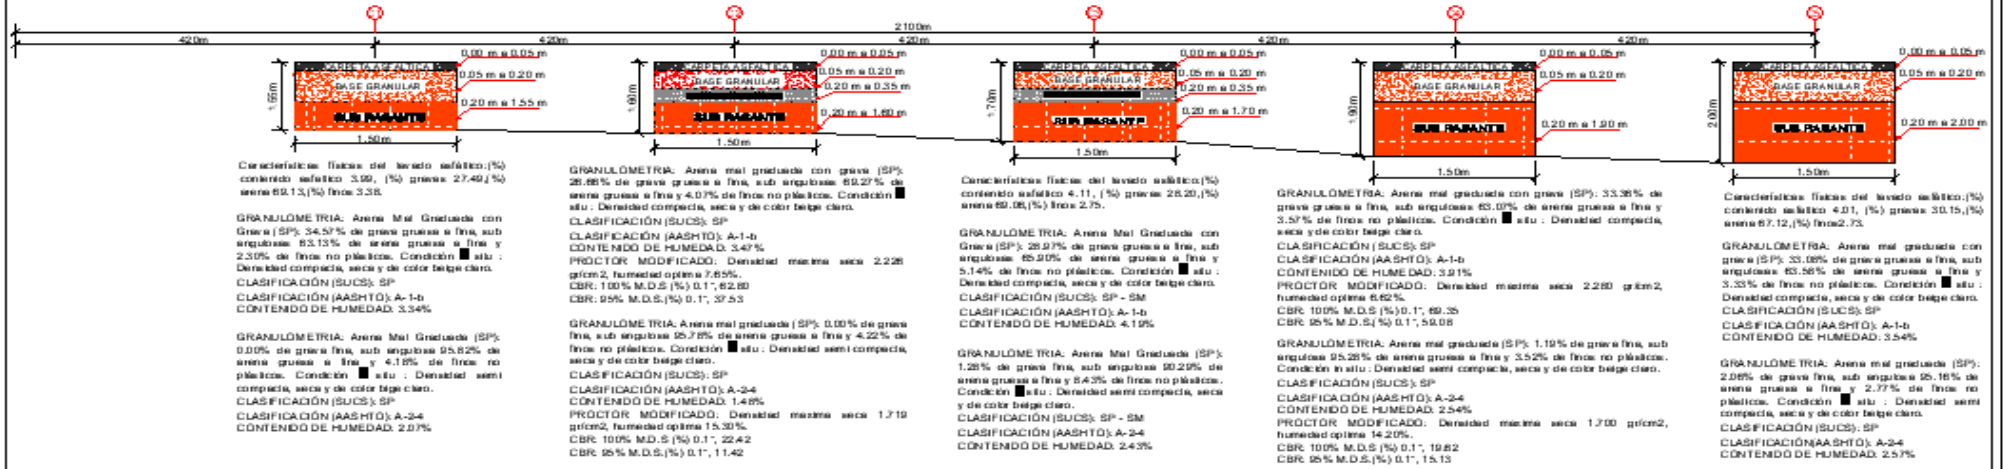 2100m
420m
420m
420m
420m
420m
0.00 m a 0.05 m
CARPETA ASFALTICA
0.05 m a 0.20 m
BASE GRANULAR
0.20 m a 1.55 m
SUB RASANTE
1.55m
1.50m
Características físicas del lavado asfáltico:(%)
contenido asfáltico 3.99, (%) gravas 27.49,(%)
arena 69.13,(%) finos 3.38.
GRANULOMETRIA: Arena Mal Graduada con
Grava (SP): 34.57% de grava gruesa a fina, sub
angulosas 63.13% de arena gruesa a fina y
2.30% de finos no plásticos. Condición situ :
Densidad compacta, seca y de color beige claro.
CLASIFICACIÓN (SUCS): SP
CLASIFICACIÓN (AASHTO): A-1-b
CONTENIDO DE HUMEDAD: 3.34%
GRANULOMETRIA: Arena Mal Graduada (SP):
0.00% de grava fina, sub angulosa 95.82% de
arena gruesa a fina y 4.18% de finos no
plásticos. Condición situ : Densidad semi
compacta, seca y de color bige claro.
CLASIFICACIÓN (SUCS): SP
CLASIFICACIÓN (AASHTO): A-2-4
CONTENIDO DE HUMEDAD: 2.07%
0.00 m a 0.05 m
CARPETA ASFALTICA
0.05 m a 0.20 m
BASE GRANULAR
0.20 m a 0.35 m
0.20 m a 1.60 m
SUB RASANTE
1.60m
1.50m
GRANULOMETRIA: Arena mal graduada con grava (SP):
26.66% de grava gruesa a fina, sub angulosas 69.27% de
arena gruesa a fina y 4.07% de finos no plásticos. Condición
situ : Densidad compacta, seca y de color beige claro.
CLASIFICACIÓN (SUCS): SP
CLASIFICACIÓN (AASHTO): A-1-b
CONTENIDO DE HUMEDAD: 3.47%
PROCTOR MODIFICADO: Densidad maxima seca 2.226
gr/cm2, humedad optima 7.65%.
CBR: 100% M.D.S.(%) 0.1", 62.80
CBR: 95% M.D.S.(%) 0.1", 37.53
GRANULOMETRIA: Arena mal graduada (SP): 0.00% de grava
fina, sub angulosas 95.78% de arena gruesa a fina y 4.22% de
finos no plásticos. Condición situ : Densidad semi compacta,
seca y de color beige claro.
CLASIFICACIÓN (SUCS): SP
CLASIFICACIÓN (AASHTO): A-2-4
CONTENIDO DE HUMEDAD: 1.48%
PROCTOR MODIFICADO: Densidad maxima seca 1.719
gr/cm2, humedad optima 15.30%.
CBR: 100% M.D.S (%) 0.1", 22.42
CBR: 95% M.D.S.(%) 0.1", 11.42
0.00 m a 0.05 m
CARPETA ASFALTICA
0.05 m a 0.20 m
BASE GRANULAR
0.20 m a 0.35 m
0.20 m a 1.70 m
SUB RASANTE
1.70m
1.50m
Características físicas del lavado asfáltico:(%)
contenido asfáltico 4.11, (%) gravas 28.20,(%)
arena 69.06,(%) finos 2.75.
GRANULOMETRIA: Arena Mal Graduada con
Grava (SP): 28.97% de grava gruesa a fina, sub
angulosas 65.90% de arena gruesa a fina y
5.14% de finos no plásticos. Condición situ :
Densidad compacta, seca y de color beige claro.
CLASIFICACIÓN (SUCS): SP - SM
CLASIFICACIÓN (AASHTO): A-1-b
CONTENIDO DE HUMEDAD: 4.19%
GRANULOMETRIA: Arena Mal Graduada (SP):
1.28% de grava fina, sub angulosa 90.29% de
arena gruesa a fina y 8.43% de finos no plásticos.
Condición situ : Densidad semi compacta, seca
y de color beige claro.
CLASIFICACIÓN (SUCS): SP - SM
CLASIFICACIÓN (AASHTO): A-2-4
CONTENIDO DE HUMEDAD: 2.43%
0.00 m a 0.05 m
CARPETA ASFALTICA
0.05 m a 0.20 m
BASE GRANULAR
0.20 m a 1.90 m
SUB RASANTE
1.90m
1.50m
GRANULOMETRIA: Arena mal graduada con grava (SP): 33.36% de
grava gruesa a fina, sub angulosas 63.07% de arena gruesa a fina y
3.57% de finos no plásticos. Condición situ : Densidad compacta,
seca y de color beige claro.
CLASIFICACIÓN (SUCS): SP
CLASIFICACIÓN (AASHTO): A-1-b
CONTENIDO DE HUMEDAD: 3.91%
PROCTOR MODIFICADO: Densidad maxima seca 2.280 gr/cm2,
humedad optima 6.62%.
CBR: 100% M.D.S (%) 0.1", 69.35
CBR: 95% M.D.S.(%) 0.1", 59.08
GRANULOMETRIA: Arena mal graduada (SP): 1.19% de grava fina, sub
angulosas 95.28% de arena gruesa a fina y 3.52% de finos no plásticos.
Condición in situ : Densidad semi compacta, seca y de color beige claro.
CLASIFICACIÓN (SUCS): SP
CLASIFICACIÓN (AASHTO): A-2-4
CONTENIDO DE HUMEDAD: 2.54%
PROCTOR MODIFICADO: Densidad maxima seca 1.700 gr/cm2,
humedad optima 14.20%.
CBR: 100% M.D.S (%) 0.1", 19.62
CBR: 95% M.D.S.(%) 0.1", 15.13
0.00 m a 0.05 m
CARPETA ASFALTICA
0.05 m a 0.20 m
BASE GRANULAR
0.20 m a 2.00 m
SUB RASANTE
2.00m
1.50m
Características físicas del lavado asfáltico:(%)
contenido asfáltico 4.01, (%) gravas 30.15,(%)
arena 67.12,(%) finos2.73.
GRANULOMETRIA: Arena mal graduada con
grava (SP): 33.08% de grava gruesa a fina, sub
angulosas 63.58% de arena gruesa a fina y
3.33% de finos no plásticos. Condición situ :
Densidad compacta, seca y de color beige claro.
CLASIFICACIÓN (SUCS): SP
CLASIFICACIÓN (AASHTO): A-1-b
CONTENIDO DE HUMEDAD: 3.54%
GRANULOMETRIA: Arena mal graduada (SP):
2.06% de grava fina, sub angulosa 95.16% de
arena gruesa a fina y 2.77% de finos no
plásticos. Condición situ : Densidad semi
compacta, seca y de color beige claro.
CLASIFICACIÓN (SUCS): SP
CLASIFICACIÓN(AASHTO): A-2-4
CONTENIDO DE HUMEDAD: 2.57%